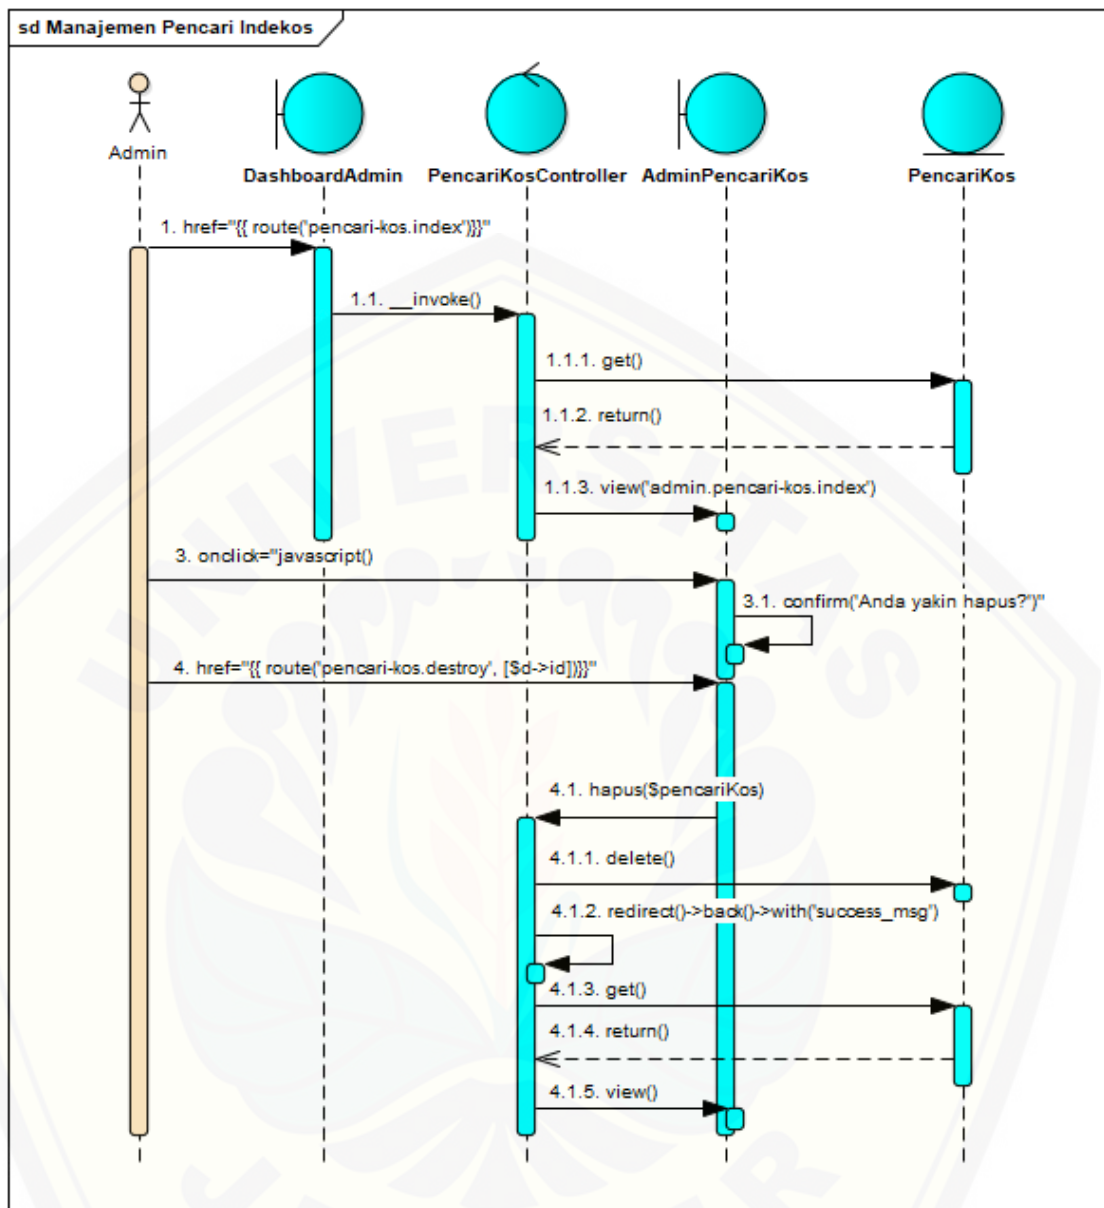 sd Manajemen Pencari Indekos
Admin
DashboardAdmin
PencariKosController
AdminPencariKos
PencariKos
1. href="{{ route('pencari-kos.index')}}"
1.1. __invoke()
1.1.1. get()
1.1.2. return()
1.1.3. view('admin.pencari-kos.index')
3. onclick="javascript()
3.1. confirm('Anda yakin hapus?')"
4. href="{{ route('pencari-kos.destroy', [$d->id])}}"
4.1. hapus($pencariKos)
4.1.1. delete()
4.1.2. redirect()->back()->with('success_msg')
4.1.3. get()
4.1.4. return()
4.1.5. view()
UNIVERSITAS